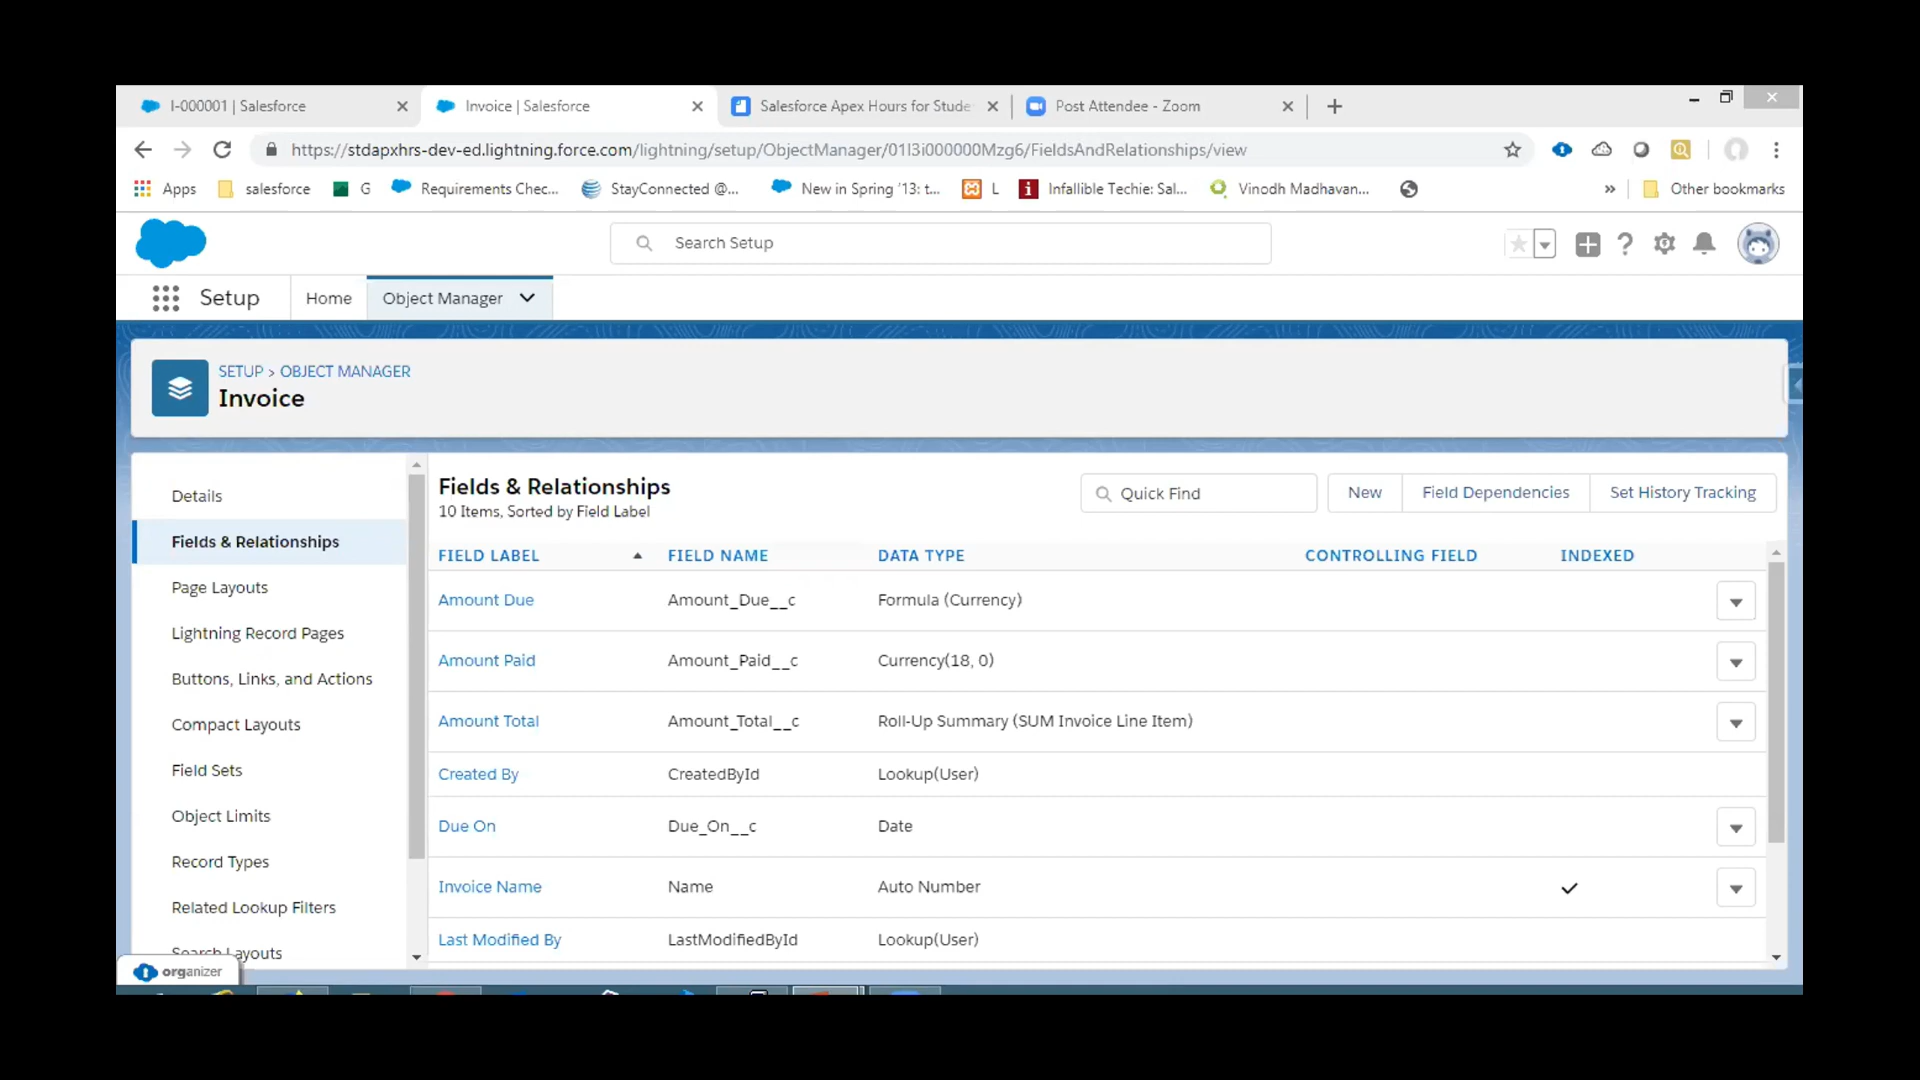 I-000001 | Salesforce
Invoice | Salesforce
Salesforce Apex Hours for Stude
Post Attendee - Zoom
https://stdapxhrs-dev-ed.lightning.force.com/lightning/setup/ObjectManager/01I3i000000Mzg6/FieldsAndRelationships/view
Apps
salesforce
G
Requirements Chec...
StayConnected @...
New in Spring '13: t...
L
Infallible Techie: Sal...
Vinodh Madhavan...
»
Other bookmarks
Search Setup
Setup
Home
Object Manager
SETUP > OBJECT MANAGER
Invoice
Details
Fields & Relationships
Page Layouts
Lightning Record Pages
Buttons, Links, and Actions
Compact Layouts
Field Sets
Object Limits
Record Types
Related Lookup Filters
Search Layouts
organizer
Fields & Relationships
10 Items, Sorted by Field Label
Quick Find
New
Field Dependencies
Set History Tracking
FIELD LABEL FIELD NAME DATA TYPE CONTROLLING FIELD INDEXED
Amount Due Amount_Due__c Formula (Currency)
Amount Paid Amount_Paid__c Currency(18, 0)
Amount Total Amount_Total__c Roll-Up Summary (SUM Invoice Line Item)
Created By CreatedById Lookup(User)
Due On Due_On__c Date
Invoice Name Name Auto Number
Last Modified By LastModifiedById Lookup(User)